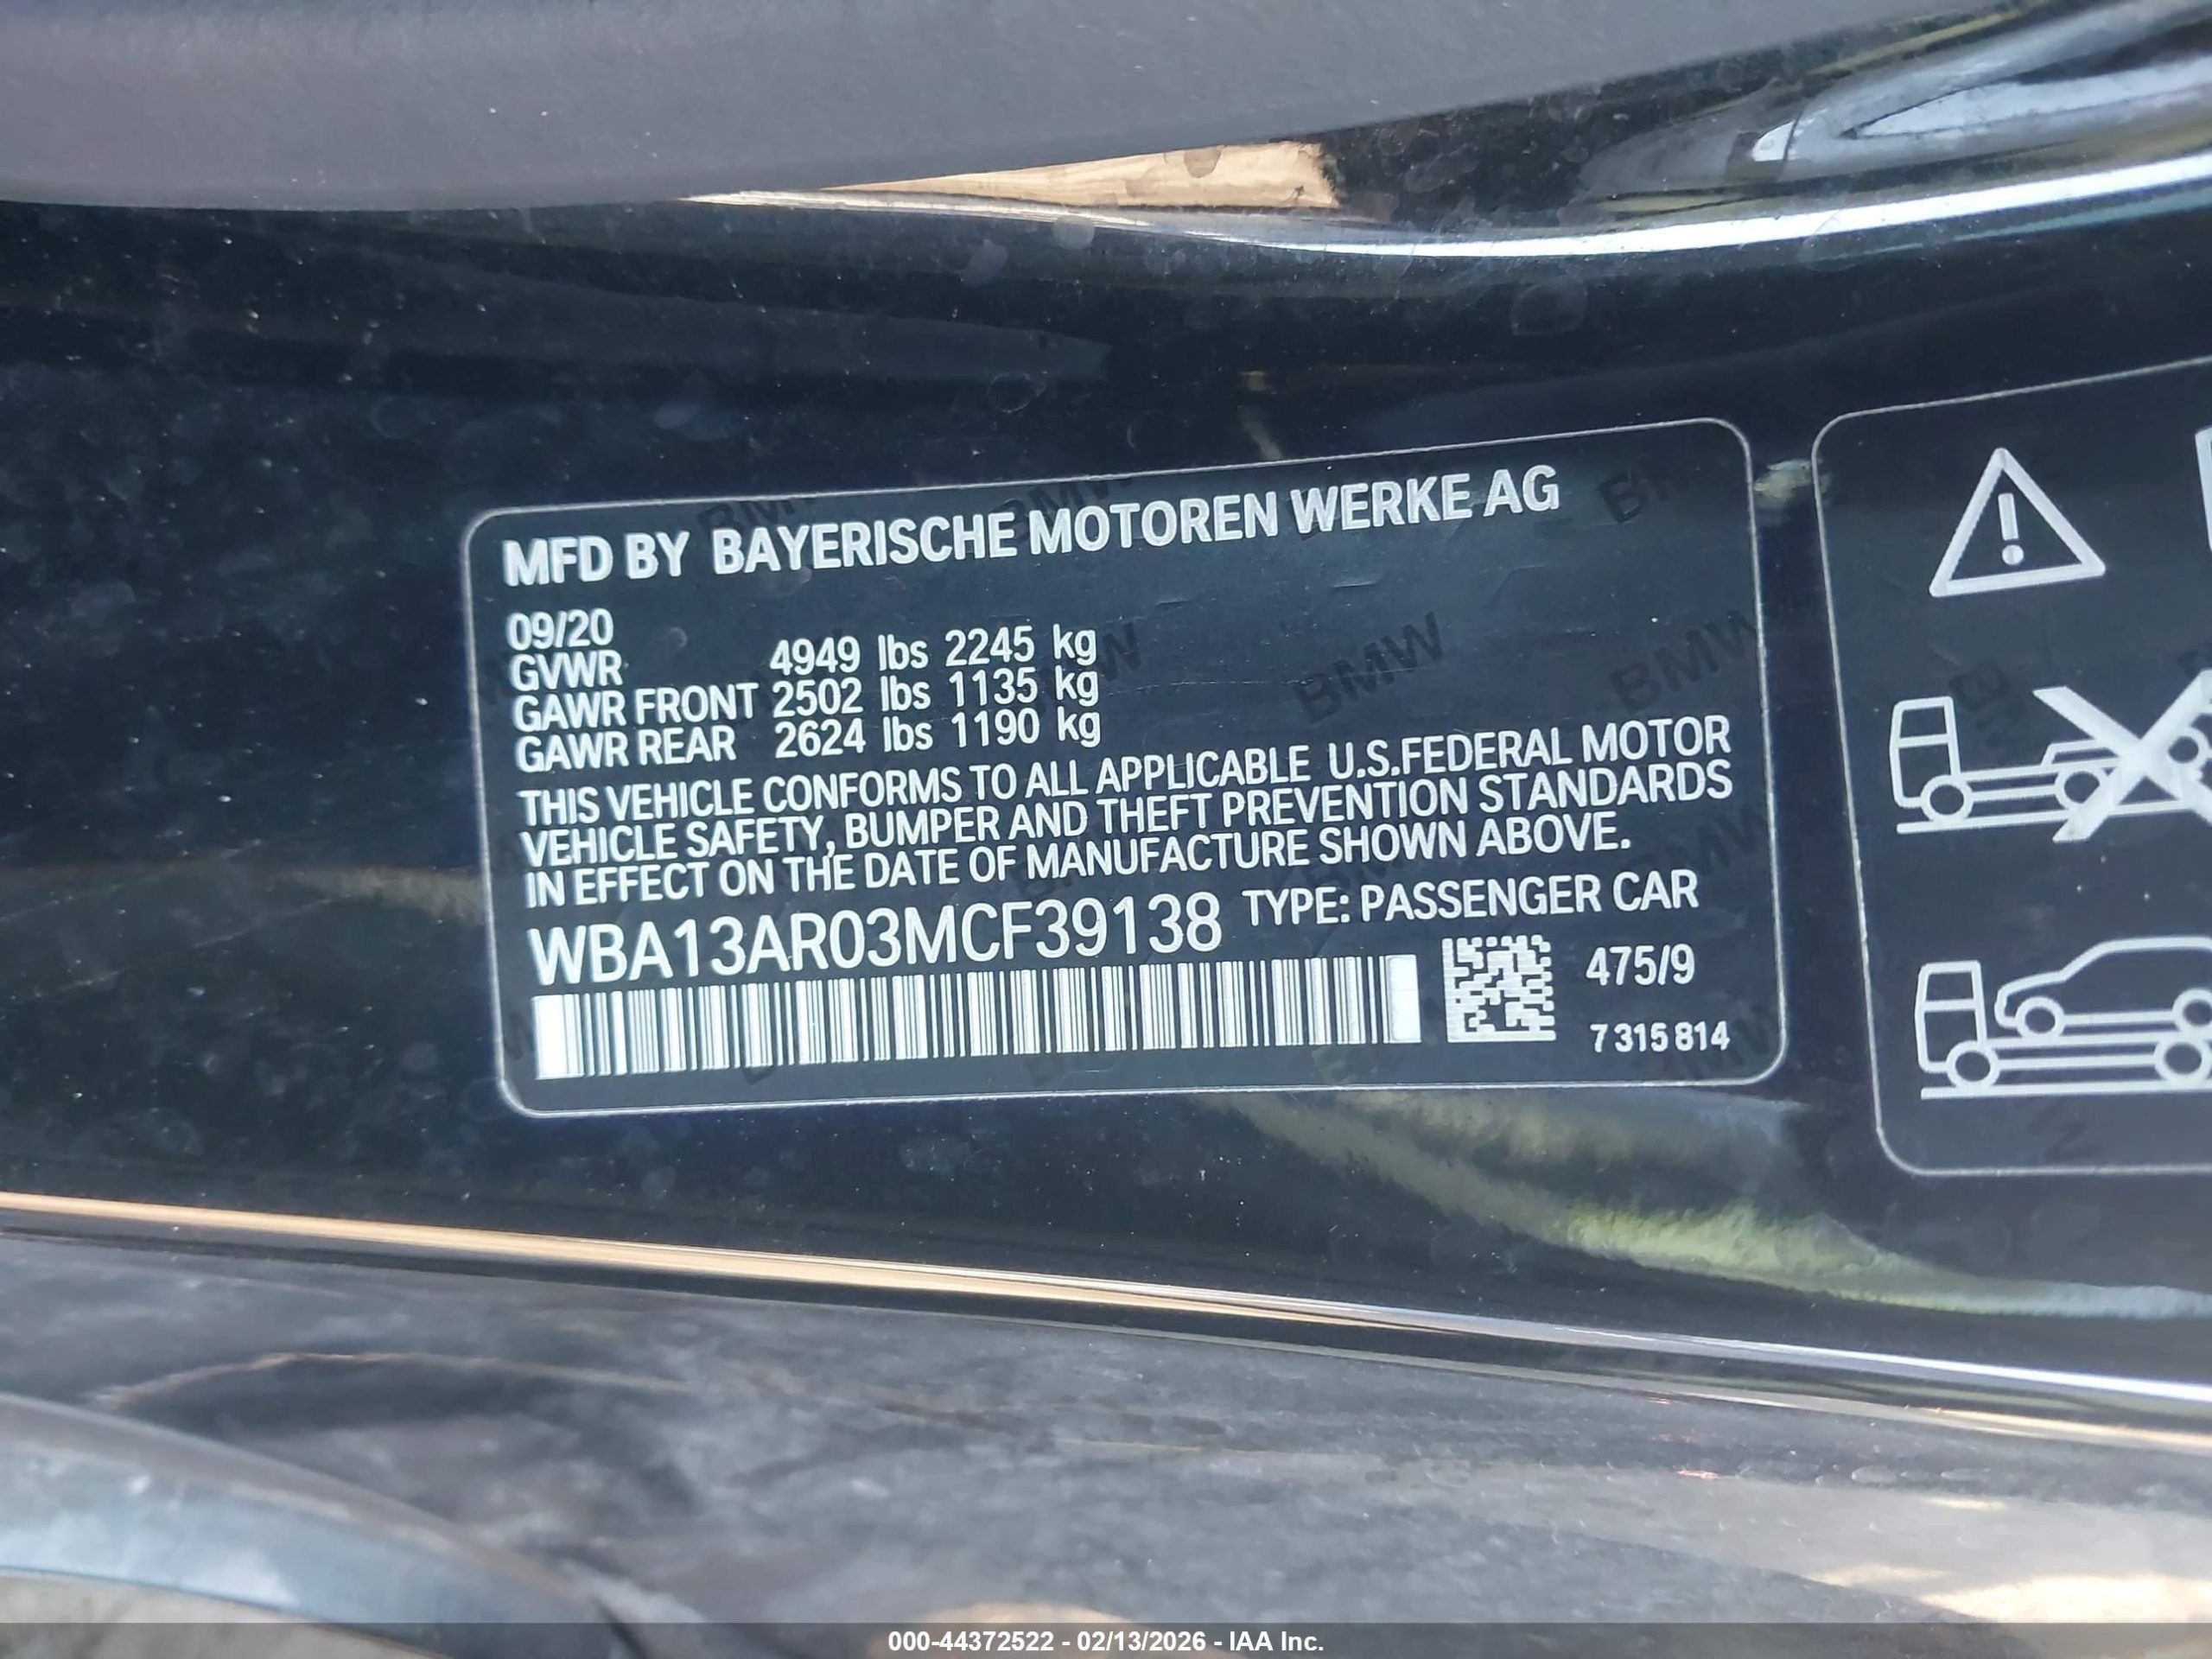 MFD BY BAYERISCHE MOTOREN WERKE AG
09/20
GVWR 4949 lbs 2245 kg
GAWR FRONT 2502 lbs 1135 kg
GAWR REAR 2624 lbs 1190 kg
THIS VEHICLE CONFORMS TO ALL APPLICABLE U.S.FEDERAL MOTOR
VEHICLE SAFETY, BUMPER AND THEFT PREVENTION STANDARDS
IN EFFECT ON THE DATE OF MANUFACTURE SHOWN ABOVE.
WBA13AR03MCF39138 TYPE: PASSENGER CAR
475/9
7 315 814
000-44372522 - 02/13/2026 - IAA Inc.